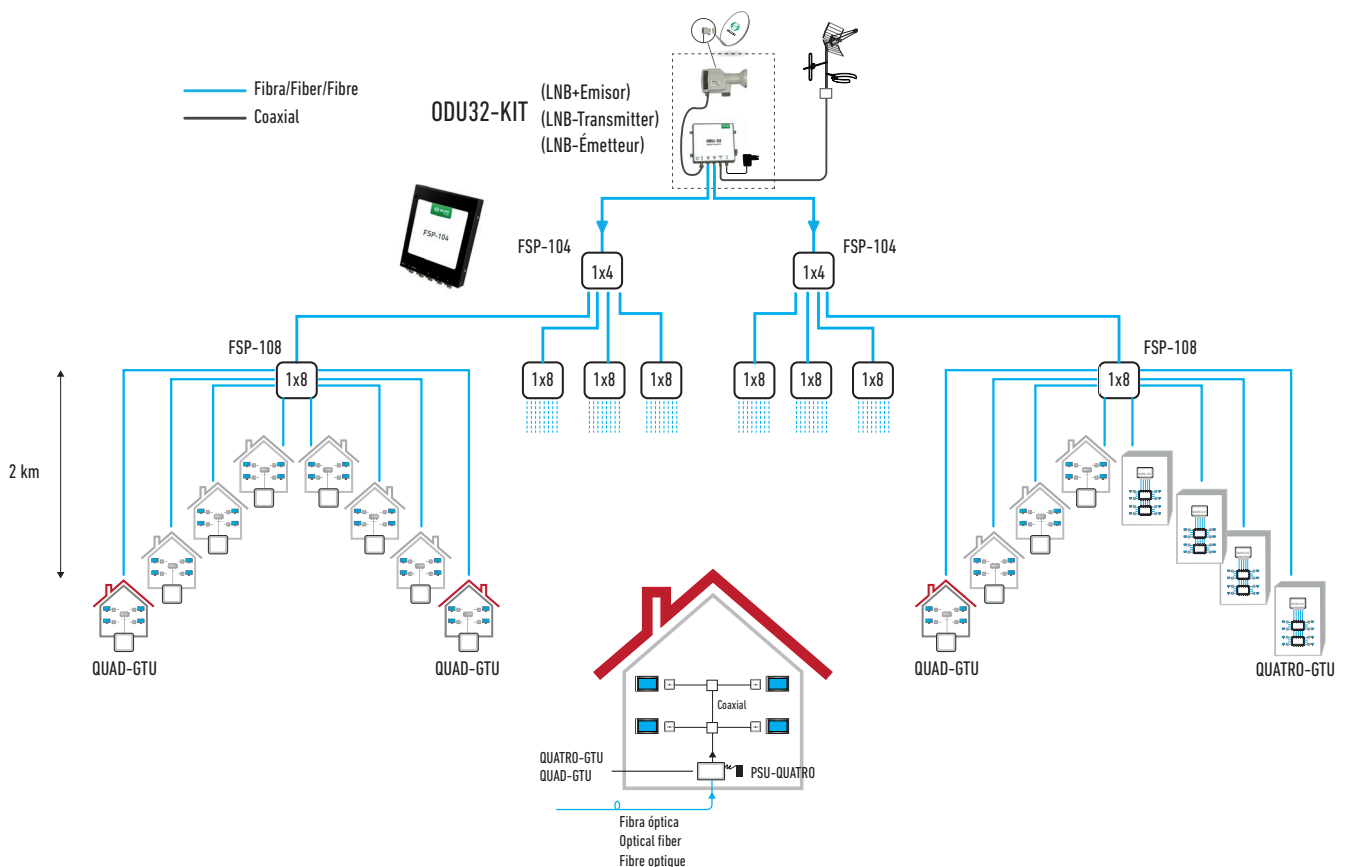 Fibra/Fiber/Fibre
Coaxial
ODU32-KIT
(LNB+Emisor)
(LNB-Transmitter)
(LNB-Émetteur)
ODU-32
FSP-104
FSP-104
1x4
FSP-104
1x4
FSP-108
1x8
1x8
1x8
1x8
1x8
1x8
1x8
FSP-108
1x8
2 km
QUAD-GTU
QUAD-GTU
QUAD-GTU
QUATRO-GTU
Coaxial
QUATRO-GTU
QUAD-GTU
PSU-QUATRO
Fibra óptica
Optical fiber
Fibre optique